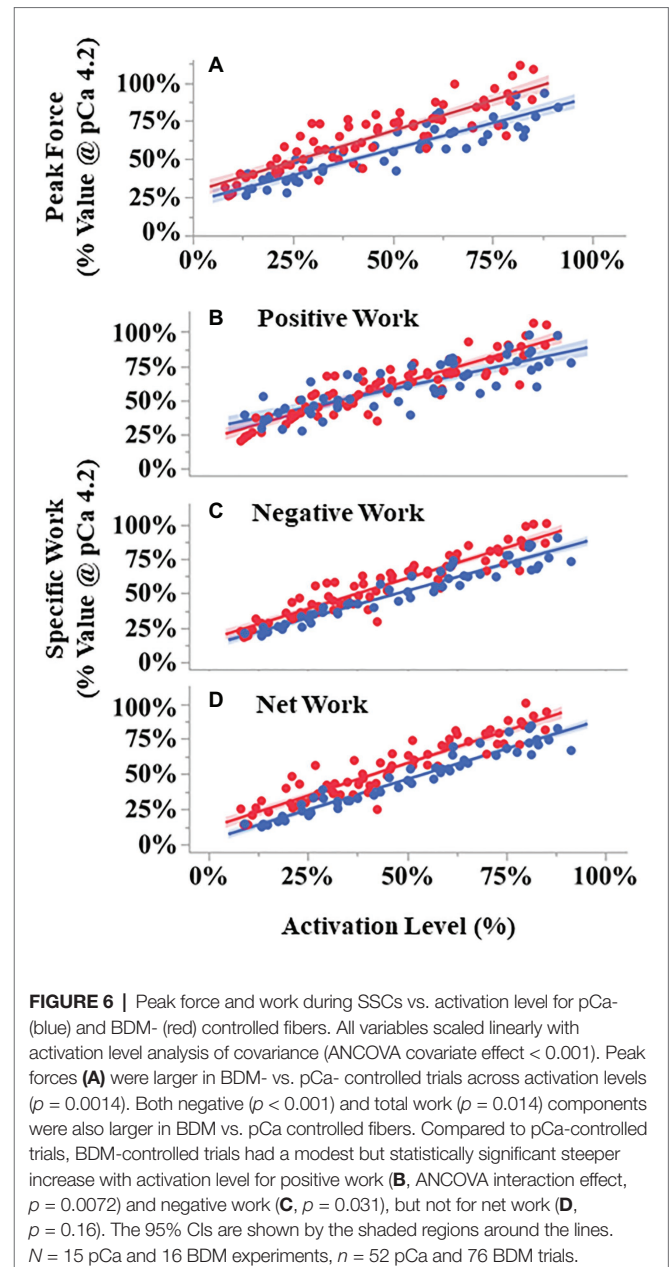 A
Peak Force
(% Value @ pCa 4.2)
100%
75%
50%
25%
0%
0% 25% 50% 75% 100%
B Positive Work
100%
75%
50%
25%
0%
Specific Work
(% Value @ pCa 4.2)
C Negative Work
100%
75%
50%
25%
0%
D Net Work
100%
75%
50%
25%
0%
0% 25% 50% 75% 100%
Activation Level (%)
FIGURE 6 | Peak force and work during SSCs vs. activation level for pCa-
(blue) and BDM- (red) controlled fibers. All variables scaled linearly with
activation level analysis of covariance (ANCOVA covariate effect < 0.001). Peak
forces (A) were larger in BDM- vs. pCa- controlled trials across activation levels
(p = 0.0014). Both negative (p < 0.001) and total work (p = 0.014) components
were also larger in BDM vs. pCa controlled fibers. Compared to pCa-controlled
trials, BDM-controlled trials had a modest but statistically significant steeper
increase with activation level for positive work (B, ANCOVA interaction effect,
p = 0.0072) and negative work (C, p = 0.031), but not for net work (D,
p = 0.16). The 95% CIs are shown by the shaded regions around the lines.
N = 15 pCa and 16 BDM experiments, n = 52 pCa and 76 BDM trials.